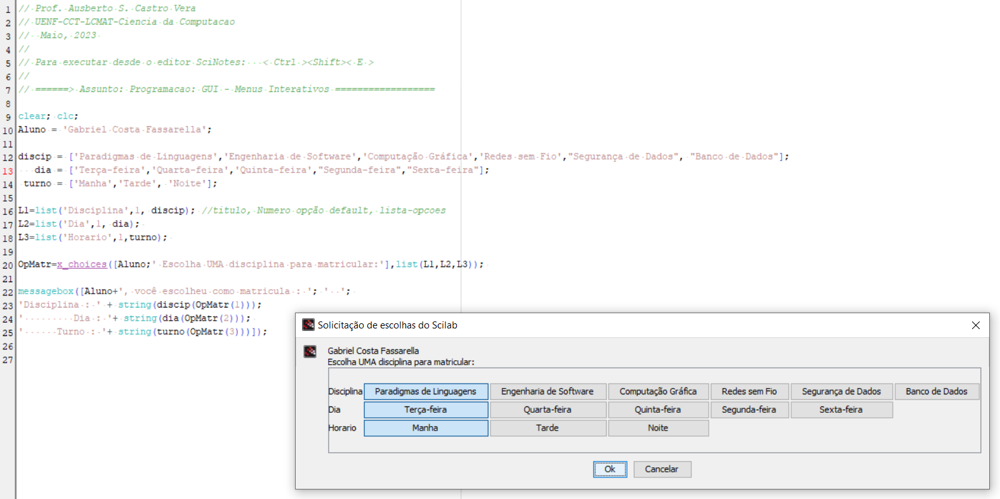 1 // Prof. Ausberto S. Castro Vera
2 // UENF-CCT-LCMAT-Ciencia da Computacao
3 // Maio, 2023
4 //
5 // Para executar desde o editor SciNotes: < Ctrl ><Shift>< E >
6 //
7 // ======> Assunto: Programacao: GUI - Menus Interativos ==================
8
9 clear; clc;
10 Aluno = 'Gabriel Costa Fassarella';
11
12 discip = ['Paradigmas de Linguagens','Engenharia de Software','Computação Gráfica','Redes sem Fio',"Segurança de Dados", "Banco de Dados"];
13 dia = ['Terça-feira','Quarta-feira','Quinta-feira',"Segunda-feira","Sexta-feira"];
14 turno = ['Manha','Tarde', 'Noite'];
15
16 L1=list('Disciplina',1, discip); //titulo, Numero opção default, lista-opcoes
17 L2=list('Dia',1, dia);
18 L3=list('Horario',1,turno);
19
20 OpMatr=x_choices([Aluno;' Escolha UMA disciplina para matricular:'],list(L1,L2,L3));
21
22 messagebox([Aluno+', você escolheu como matricula : '; '  ';
23 'Disciplina : ' + string(discip(OpMatr(1)));
24 '         Dia : '+ string(dia(OpMatr(2)));
25 '      Turno : '+ string(turno(OpMatr(3)))]);
26
27
Solicitação de escolhas do Scilab
Gabriel Costa Fassarella
Escolha UMA disciplina para matricular:
Disciplina Paradigmas de Linguagens Engenharia de Software Computação Gráfica Redes sem Fio Segurança de Dados Banco de Dados
Dia Terça-feira Quarta-feira Quinta-feira Segunda-feira Sexta-feira
Horario Manha Tarde Noite
Ok Cancelar